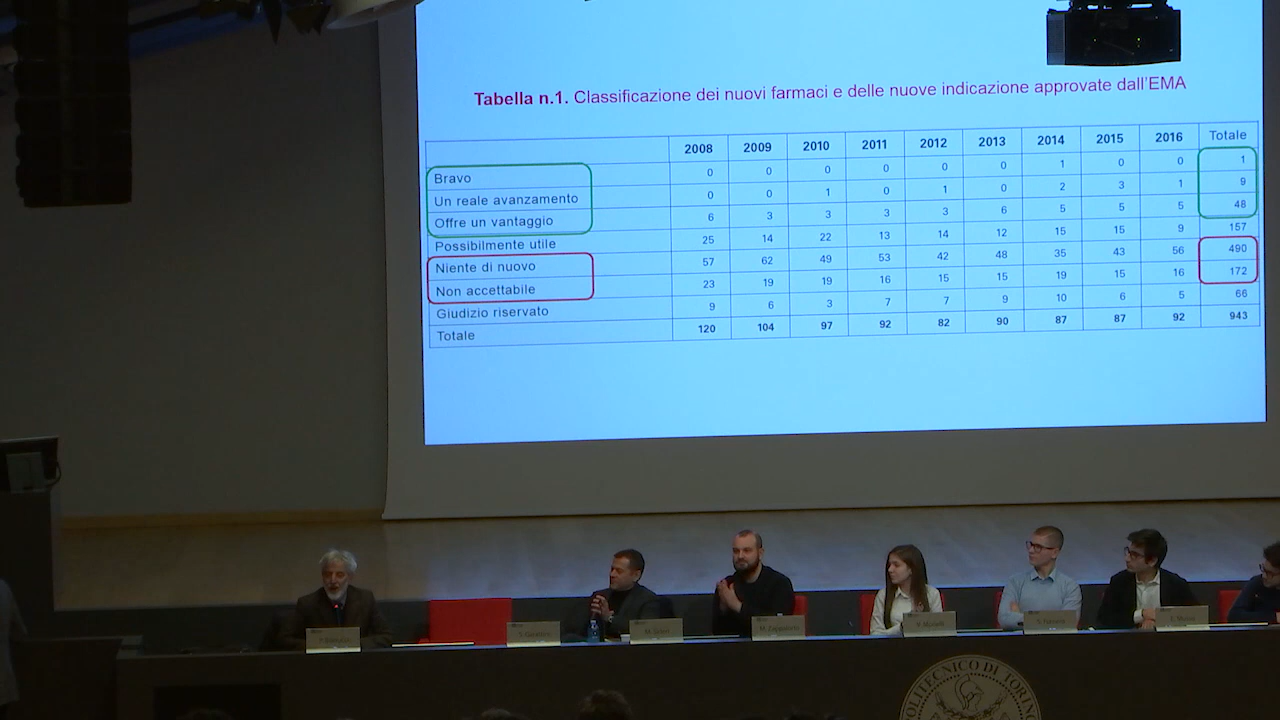 Tabella n.1. Classificazione dei nuovi farmaci e delle nuove indicazione approvate dall'EMA
2008 2009 2010 2011 2012 2013 2014 2015 2016 Totale
Bravo 0 0 0 0 0 0 1 0 0 1
Un reale avanzamento 0 0 1 0 1 0 2 3 1 9
Offre un vantaggio 6 3 3 3 3 6 5 5 5 48
Possibilmente utile 25 14 22 13 14 12 15 15 9 157
Niente di nuovo 57 62 49 53 42 48 35 43 56 490
Non accettabile 23 19 19 16 15 15 19 15 16 172
Giudizio riservato 9 6 3 7 7 9 10 6 5 66
Totale 120 104 97 92 82 90 87 87 92 943
POLITECNICO DI TORINO